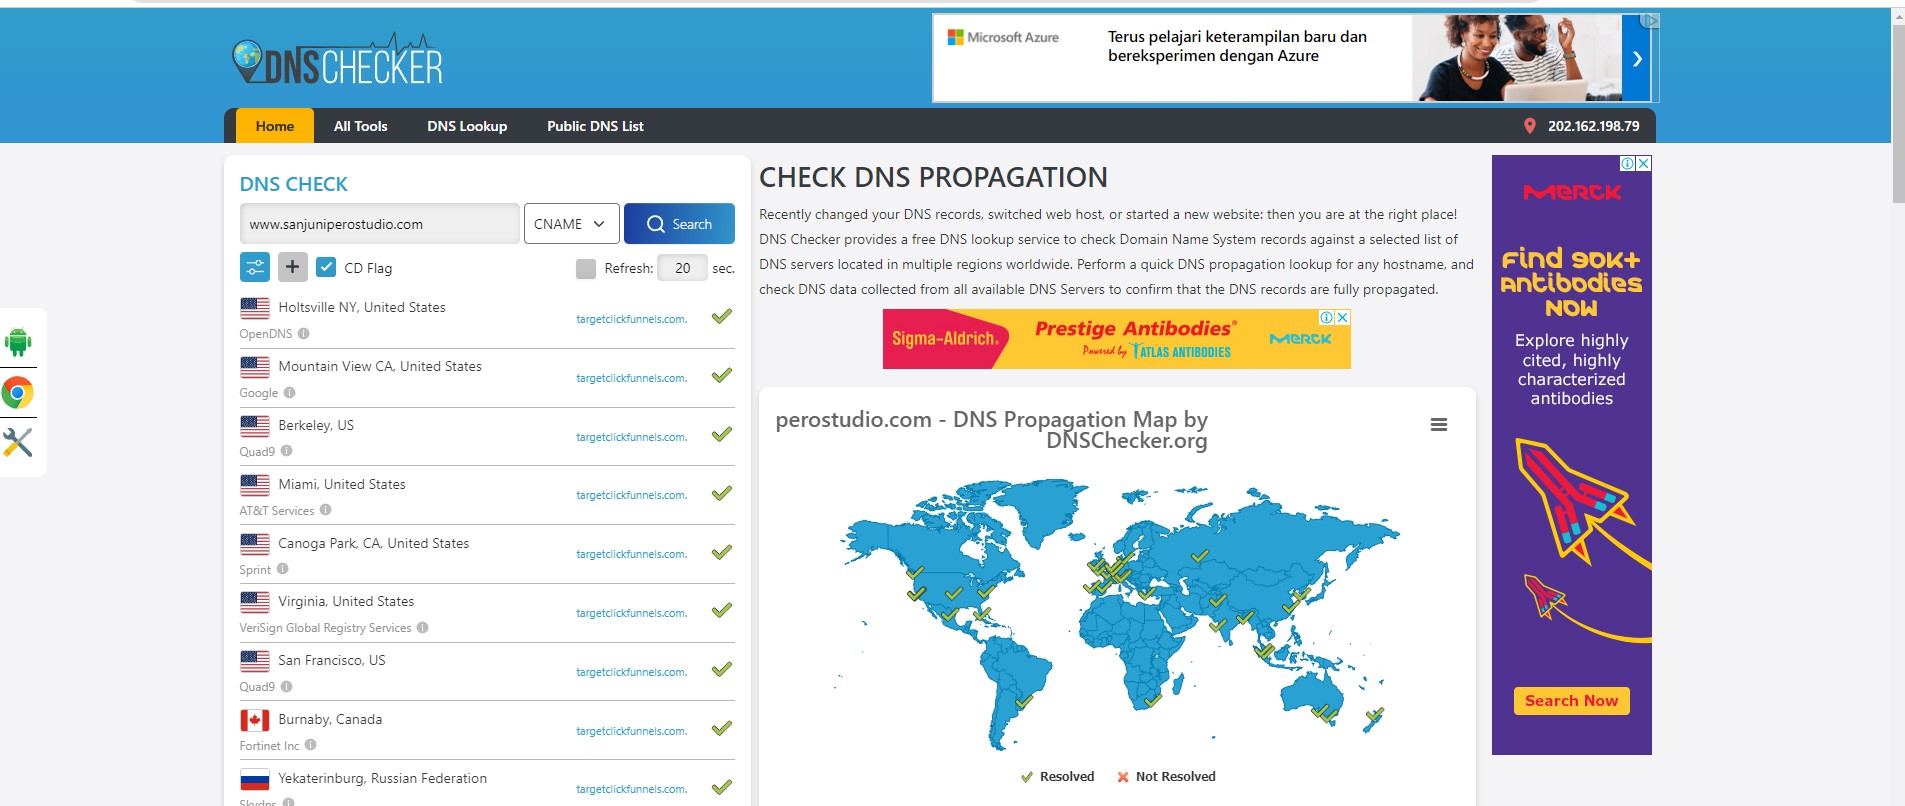 DNSCHECKER
Microsoft Azure
Terus pelajari keterampilan baru dan
bereksperimen dengan Azure
Home
All Tools
DNS Lookup
Public DNS List
202.162.198.79
DNS CHECK
www.sanjuniperostudio.com
CNAME
Search
CD Flag
Refresh:
20
sec.
Holtsville NY, United States
OpenDNS
targetclickfunnels.com.
Mountain View CA, United States
Google
targetclickfunnels.com.
Berkeley, US
Quad9
targetclickfunnels.com.
Miami, United States
AT&T Services
targetclickfunnels.com.
Canoga Park, CA, United States
Sprint
targetclickfunnels.com.
Virginia, United States
VeriSign Global Registry Services
targetclickfunnels.com.
San Francisco, US
Quad9
targetclickfunnels.com.
Burnaby, Canada
Fortinet Inc
targetclickfunnels.com.
Yekaterinburg, Russian Federation
Skydns
targetclickfunnels.com.
CHECK DNS PROPAGATION
Recently changed your DNS records, switched web host, or started a new website: then you are at the right place!
DNS Checker provides a free DNS lookup service to check Domain Name System records against a selected list of
DNS servers located in multiple regions worldwide. Perform a quick DNS propagation lookup for any hostname, and
check DNS data collected from all available DNS Servers to confirm that the DNS records are fully propagated.
Sigma-Aldrich.
Prestige Antibodies®
Powered by ATLAS ANTIBODIES
MERCK
perostudio.com - DNS Propagation Map by
DNSChecker.org
Resolved
Not Resolved
MERCK
Find 90K+
Antibodies
NOW
Explore highly
cited, highly
characterized
antibodies
Search Now